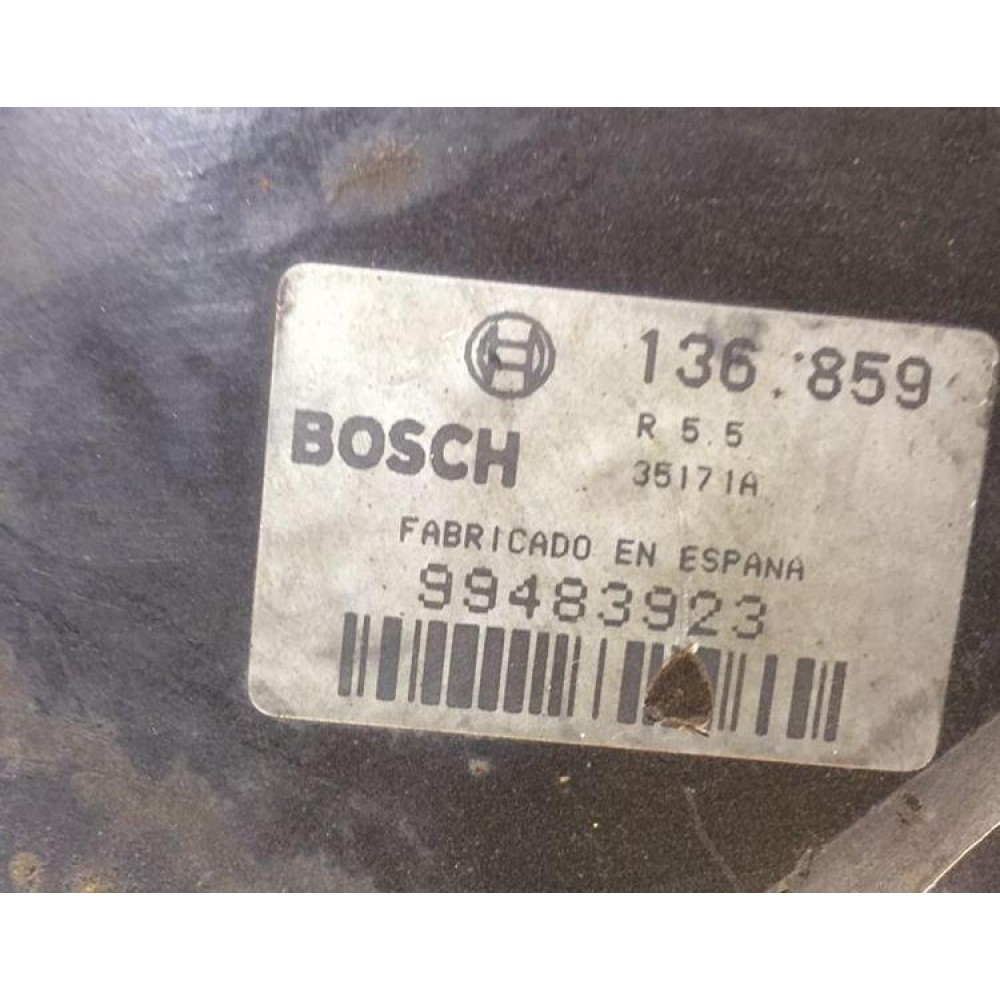 136.859
BOSCH
R 5.5
35171A
FABRICADO EN ESPANA
99483923